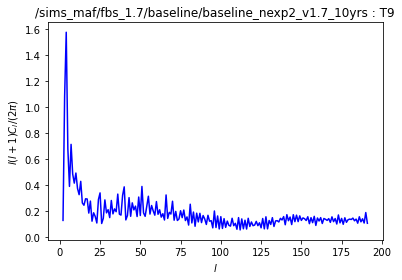 /sims_maf/fbs_1.7/baseline/baseline_nexp2_v1.7_10yrs : T9
1.6
1.4
1.2
1.0
0.8
0.6
0.4
0.2
0.0
l(l + 1)C_l/(2π)
0 25 50 75 100 125 150 175 200
l